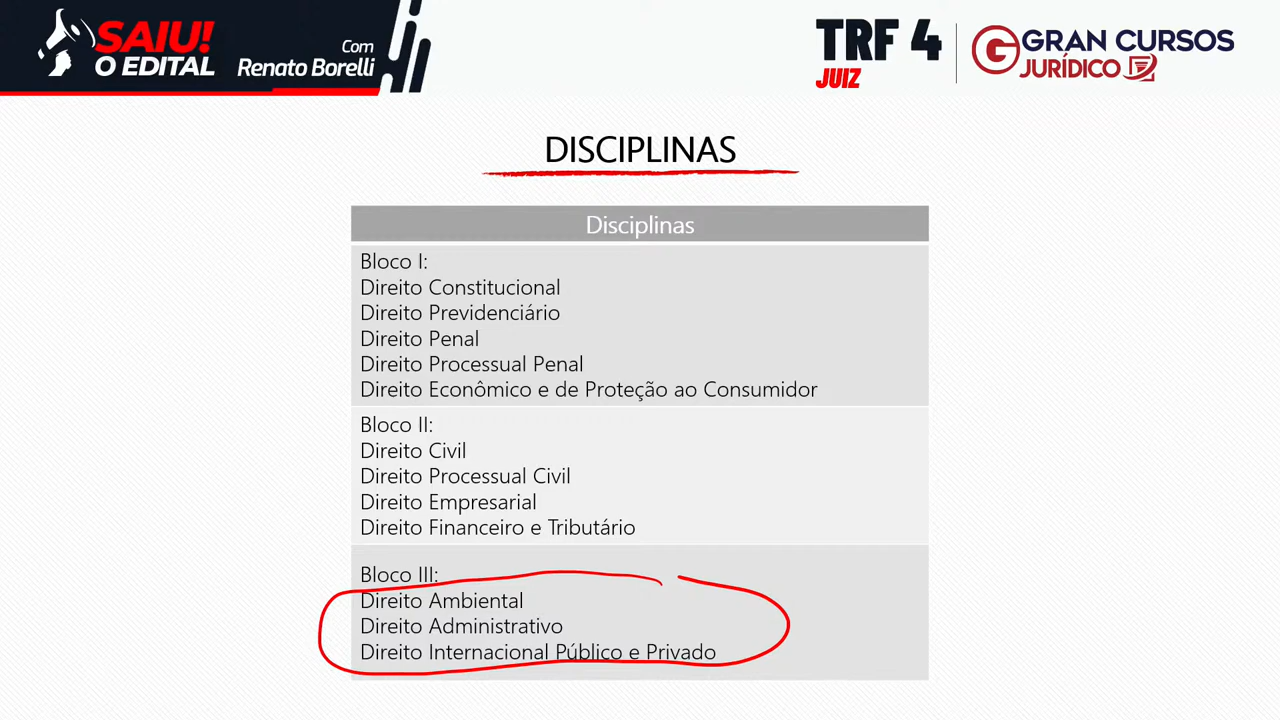 SAIU!
O EDITAL
Com
Renato Borelli
TRF 4
JUIZ
GRAN CURSOS
JURÍDICO
DISCIPLINAS
Disciplinas
Bloco I:
Direito Constitucional
Direito Previdenciário
Direito Penal
Direito Processual Penal
Direito Econômico e de Proteção ao Consumidor
Bloco II:
Direito Civil
Direito Processual Civil
Direito Empresarial
Direito Financeiro e Tributário
Bloco III:
Direito Ambiental
Direito Administrativo
Direito Internacional Público e Privado